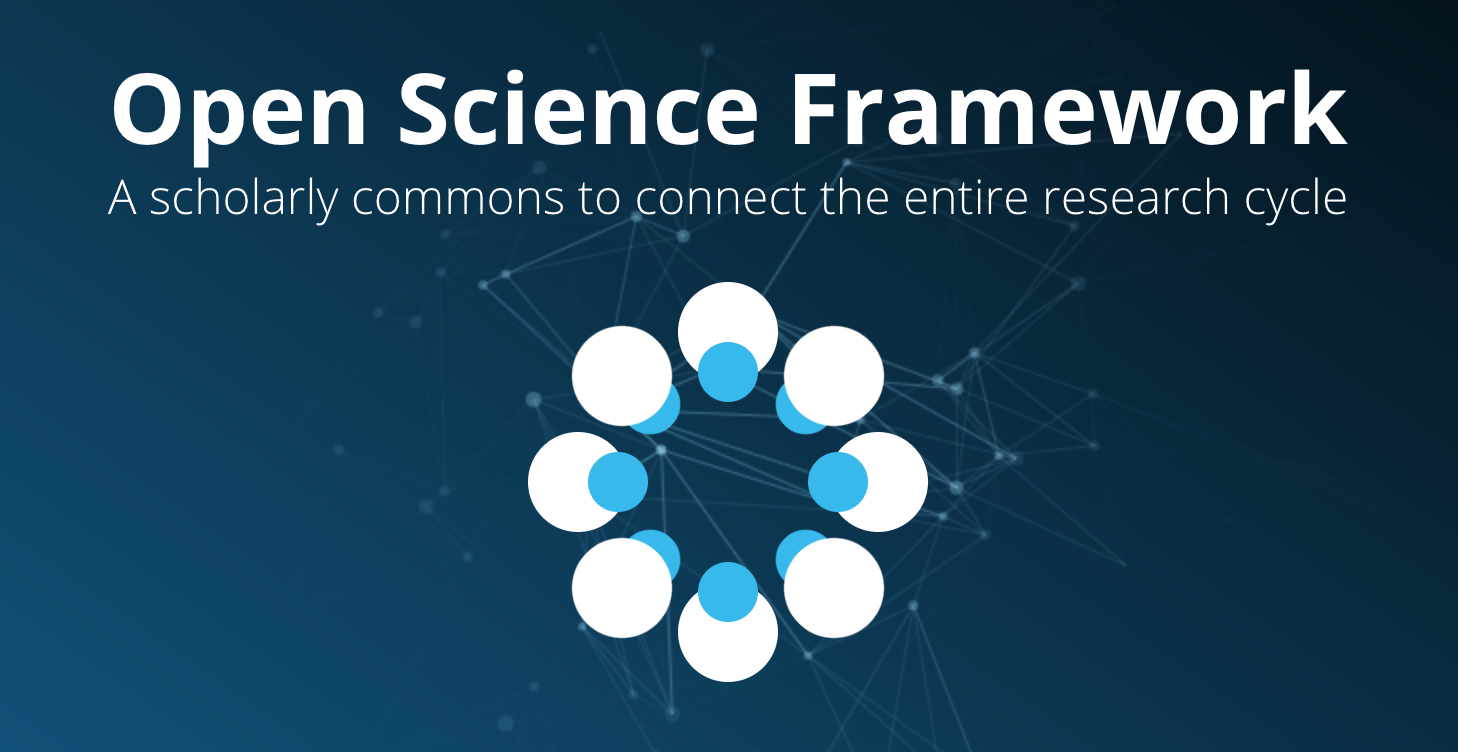 Open Science Framework
A scholarly commons to connect the entire research cycle